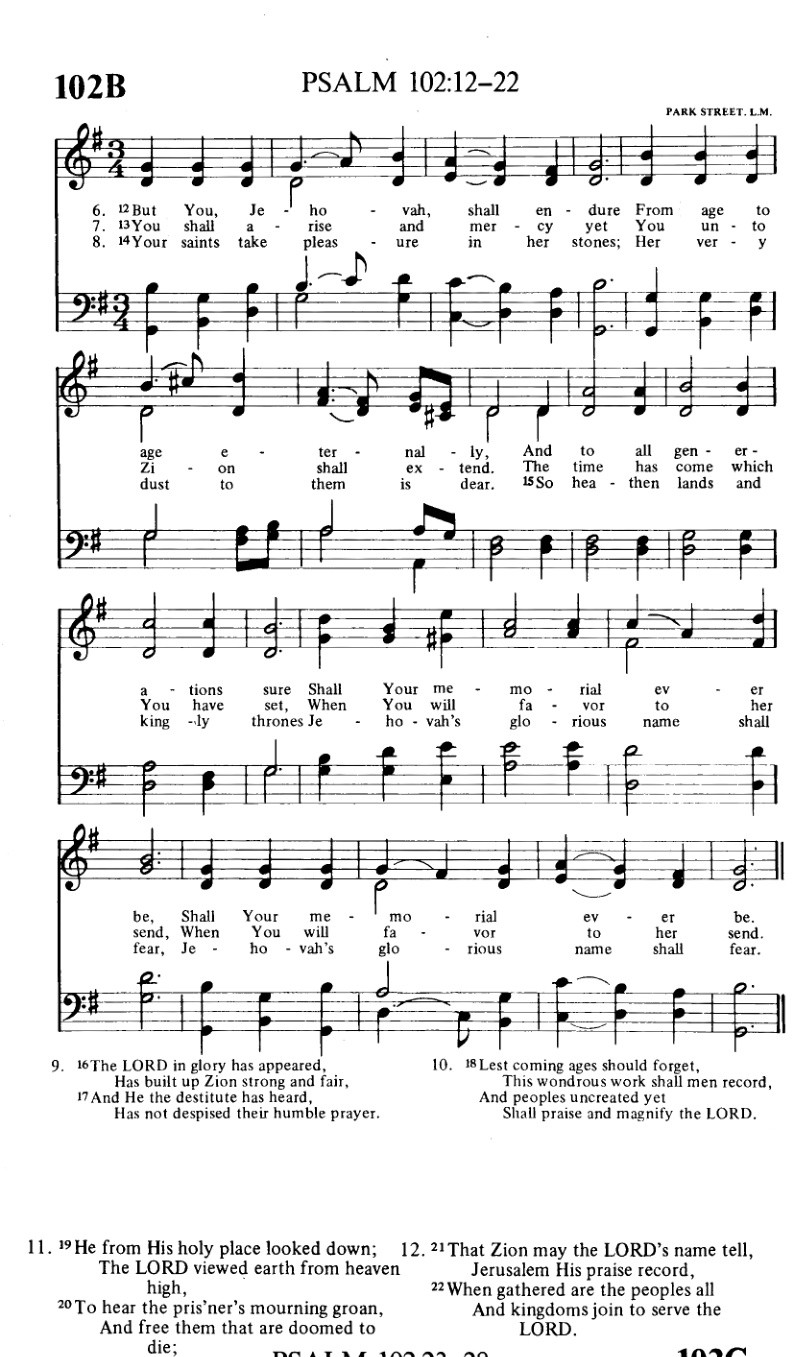 102B
PSALM 102:12–22
PARK STREET. L.M.
6. 12But You, Je - ho - vah, shall en - dure From age to
7. 13You shall a - rise and mer - cy yet You un - to
8. 14Your saints take pleas - ure in her stones; Her ver - y
age e - ter - nal - ly, And to all gen - er-
Zi - on shall ex - tend. The time has come which
dust to them is dear. 15So hea - then lands and
a - tions sure Shall Your me - mo - rial ev - er
You have set, When You will fa - vor to her
king - ly thrones Je - ho - vah's glo - rious name shall
be, Shall Your me - mo - rial ev - er be.
send, When You will fa - vor to her send.
fear, Je - ho - vah's glo - rious name shall fear.
9. 16The LORD in glory has appeared,
Has built up Zion strong and fair,
17And He the destitute has heard,
Has not despised their humble prayer.
10. 18Lest coming ages should forget,
This wondrous work shall men record,
And peoples uncreated yet
Shall praise and magnify the LORD.
11. 19He from His holy place looked down;
The LORD viewed earth from heaven
high,
20To hear the pris'ner's mourning groan,
And free them that are doomed to
die;
12. 21That Zion may the LORD's name tell,
Jerusalem His praise record,
22When gathered are the peoples all
And kingdoms join to serve the
LORD.
PSALM 102:23–28
102C